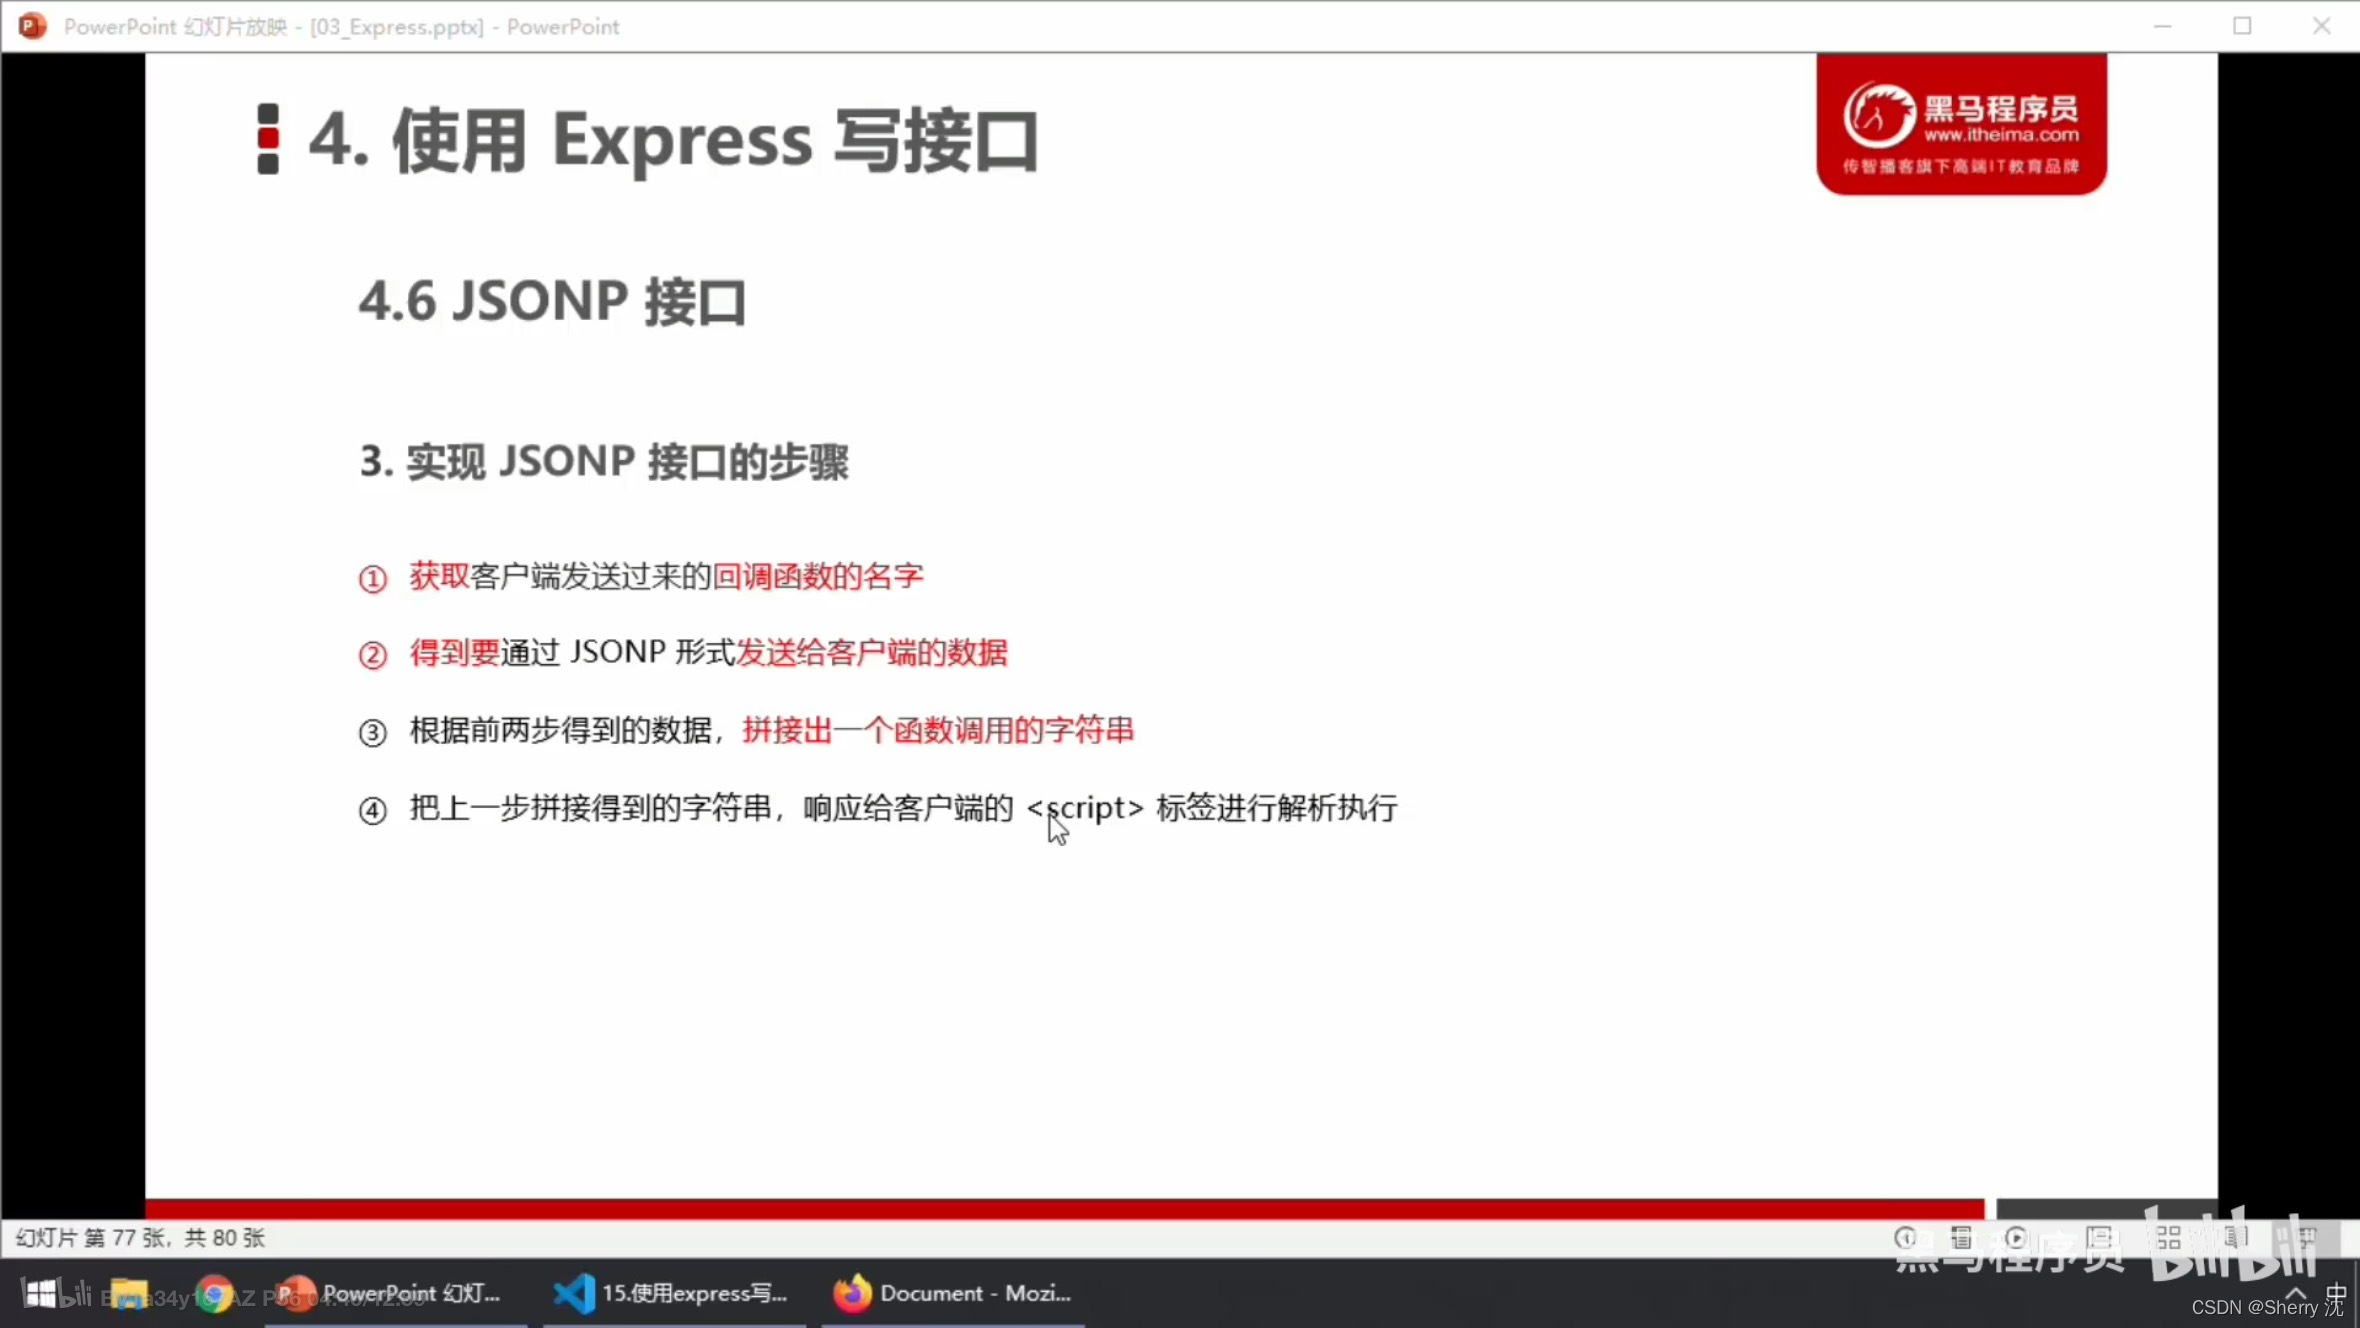 PowerPoint 幻灯片放映 - [03_Express.pptx] - PowerPoint
4. 使用 Express 写接口
黑马程序员
www.itheima.com
传智播客旗下高端IT教育品牌
4.6 JSONP 接口
3. 实现 JSONP 接口的步骤
① 获取客户端发送过来的回调函数的名字
② 得到要通过 JSONP 形式发送给客户端的数据
③ 根据前两步得到的数据，拼接出一个函数调用的字符串
④ 把上一步拼接得到的字符串，响应给客户端的 <script> 标签进行解析执行
幻灯片 第 77 张，共 80 张
黑马程序员 bilibili
PowerPoint 幻灯...
15.使用express写...
Document - Mozi...
中
CSDN @Sherry 沈